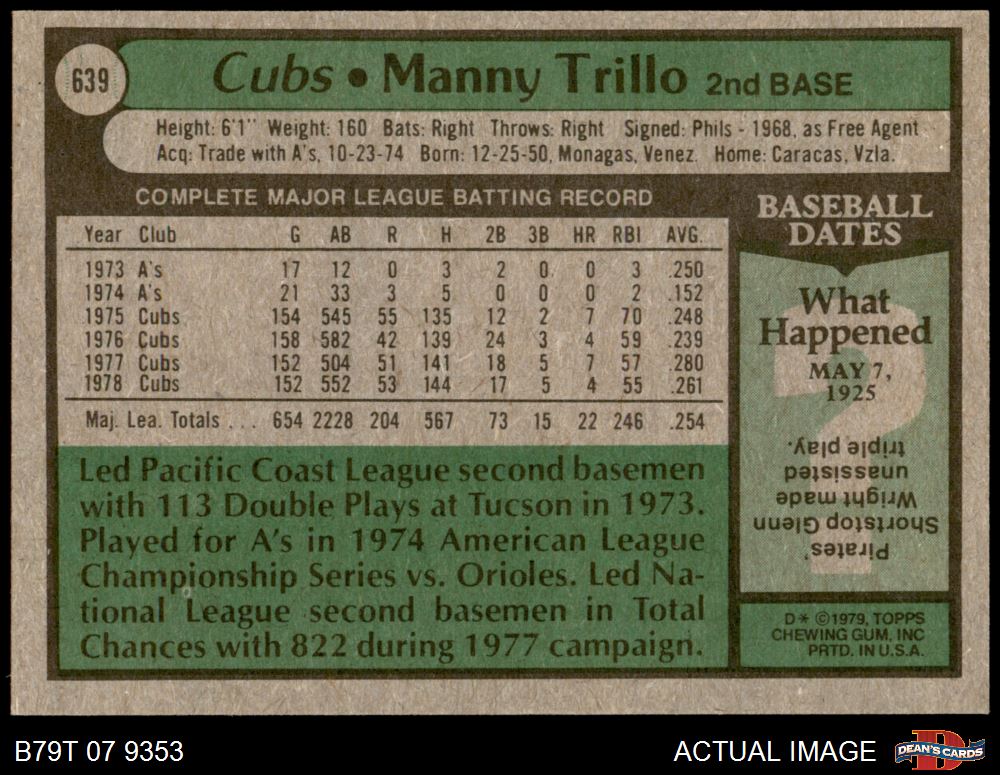 639
Cubs • Manny Trillo 2nd BASE
Height: 6'1" Weight: 160 Bats: Right Throws: Right Signed: Phils - 1968, as Free Agent
Acq: Trade with A's, 10-23-74 Born: 12-25-50, Monagas, Venez. Home: Caracas, Vzla.
COMPLETE MAJOR LEAGUE BATTING RECORD
Year Club G AB R H 2B 3B HR RBI AVG.
1973 A's 17 12 0 3 2 0 0 3 .250
1974 A's 21 33 3 5 0 0 0 2 .152
1975 Cubs 154 545 55 135 12 2 7 70 .248
1976 Cubs 158 582 42 139 24 3 4 59 .239
1977 Cubs 152 504 51 141 18 5 7 57 .280
1978 Cubs 152 552 53 144 17 5 4 55 .261
Maj. Lea. Totals . . . 654 2228 204 567 73 15 22 246 .254
Led Pacific Coast League second basemen
with 113 Double Plays at Tucson in 1973.
Played for A's in 1974 American League
Championship Series vs. Orioles. Led Na-
tional League second basemen in Total
Chances with 822 during 1977 campaign.
BASEBALL
DATES
What
Happened
MAY 7,
1925
Pirates'
Shortstop Glenn
Wright made
unassisted
triple play.
D* ©1979, TOPPS
CHEWING GUM, INC
PRTD. IN U.S.A.
B79T 07 9353
ACTUAL IMAGE
DEAN'S CARDS